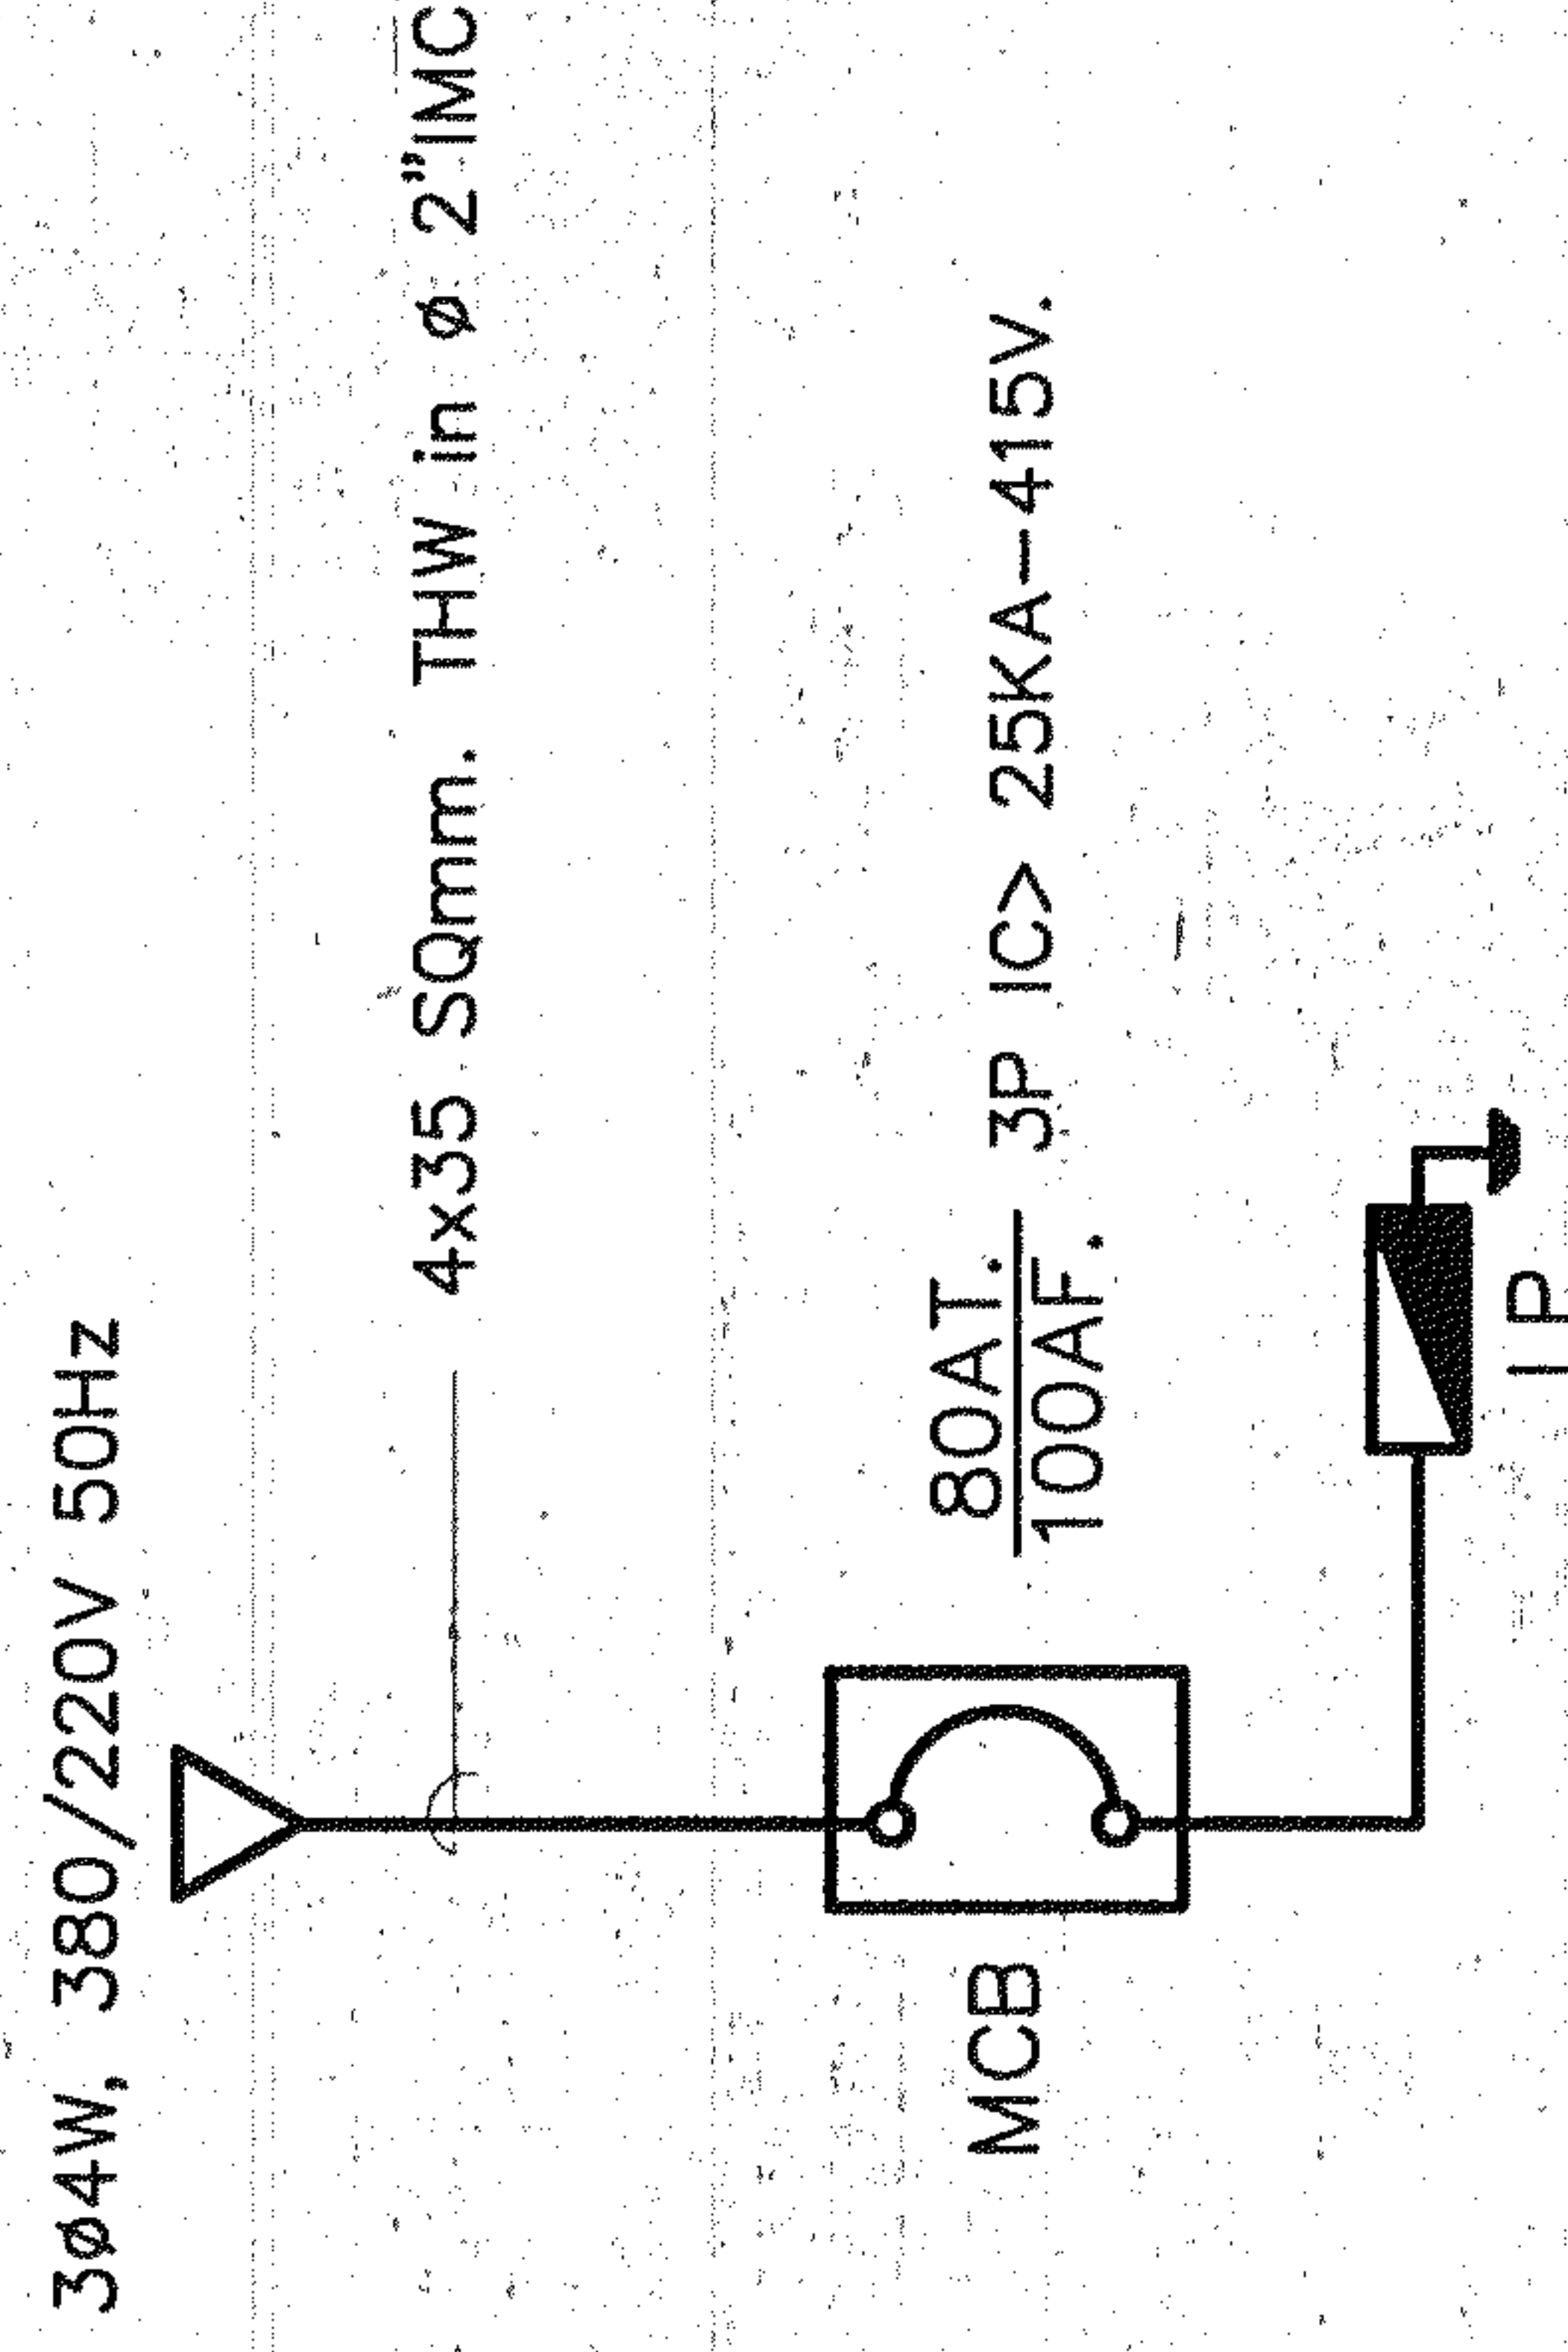 3ø4W, 380/220V 50Hz
4x35 SQmm. THW in ø 2"IMC
80AT.
100AF.
3P IC> 25KA-415V.
MCB